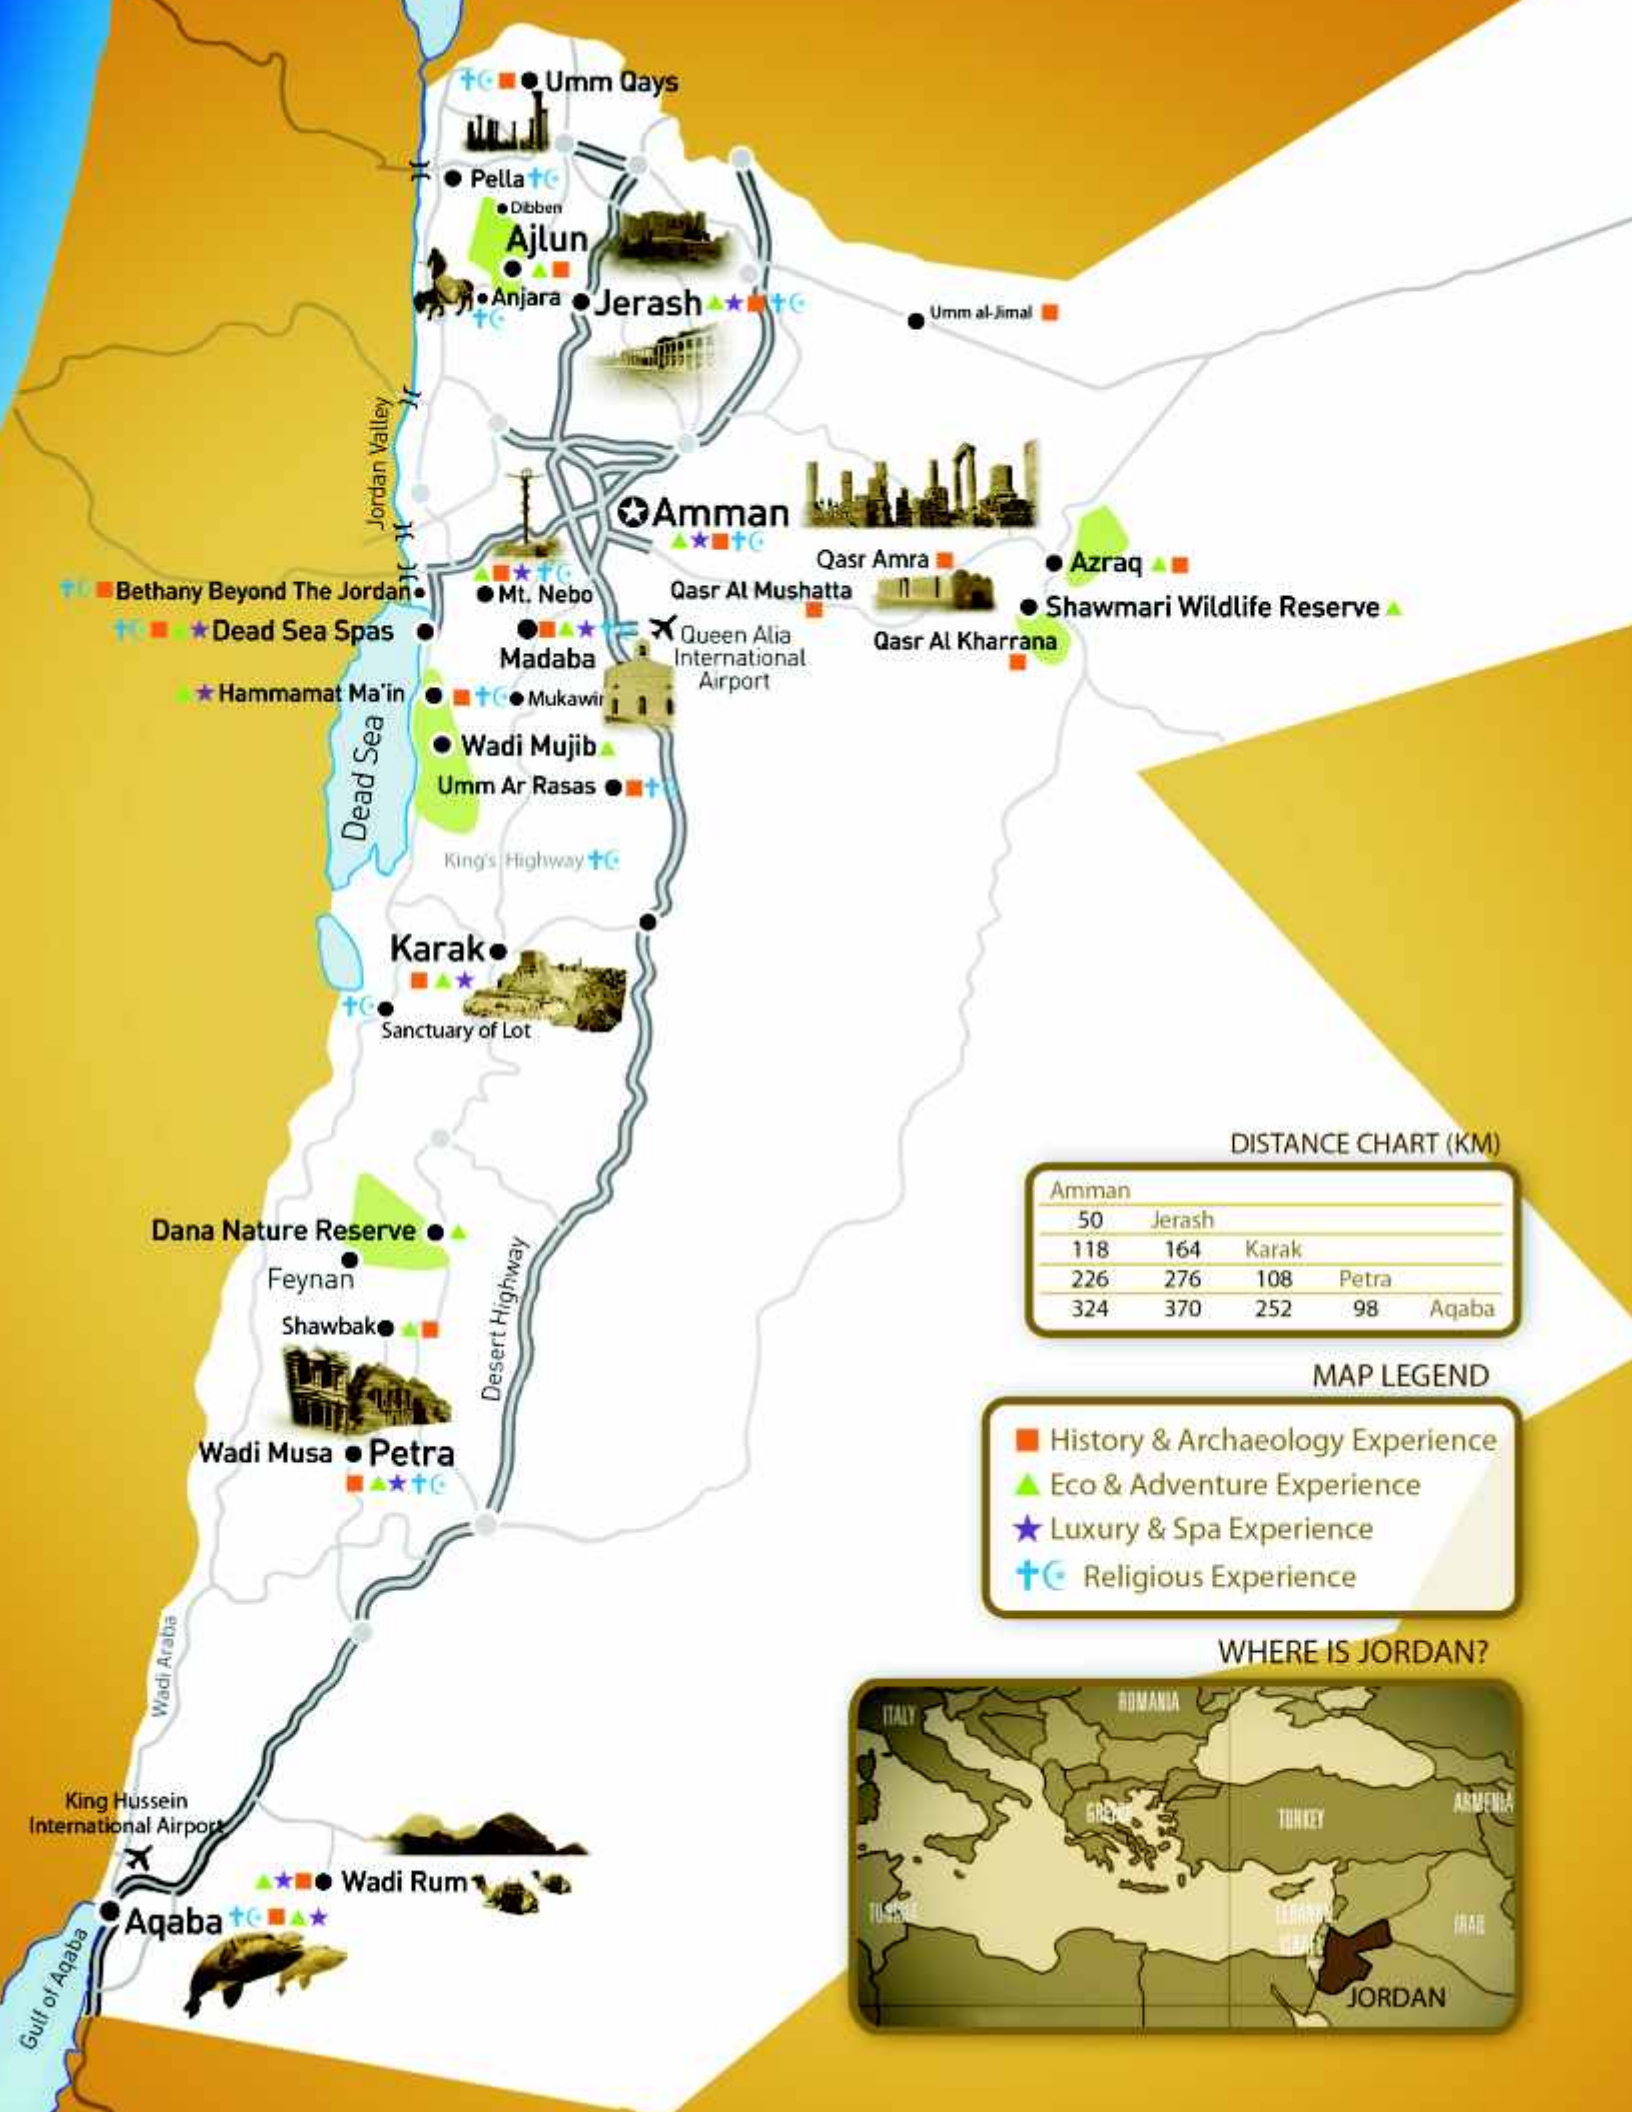 Umm Qays
Pella
Dibben
Ajlun
Anjara
Jerash
Umm al-Jimal
Jordan Valley
Amman
Qasr Amra
Azraq
Bethany Beyond The Jordan
Mt. Nebo
Qasr Al Mushatta
Shawmari Wildlife Reserve
Dead Sea Spas
Madaba
Queen Alia
International
Airport
Qasr Al Kharrana
Hammamat Ma'in
Mukawir
Dead Sea
Wadi Mujib
Umm Ar Rasas
King's Highway
Karak
Sanctuary of Lot
Dana Nature Reserve
Feynan
Desert Highway
Shawbak
Wadi Musa
Petra
Wadi Araba
King Hussein
International Airport
Wadi Rum
Aqaba
Gulf of Aqaba
DISTANCE CHART (KM)
Amman
50 Jerash
118 164 Karak
226 276 108 Petra
324 370 252 98 Aqaba
MAP LEGEND
History & Archaeology Experience
Eco & Adventure Experience
Luxury & Spa Experience
Religious Experience
WHERE IS JORDAN?
ITALY
ROMANIA
GREECE
TURKEY
ARMENIA
LEBANON
ISRAEL
IRAQ
JORDAN